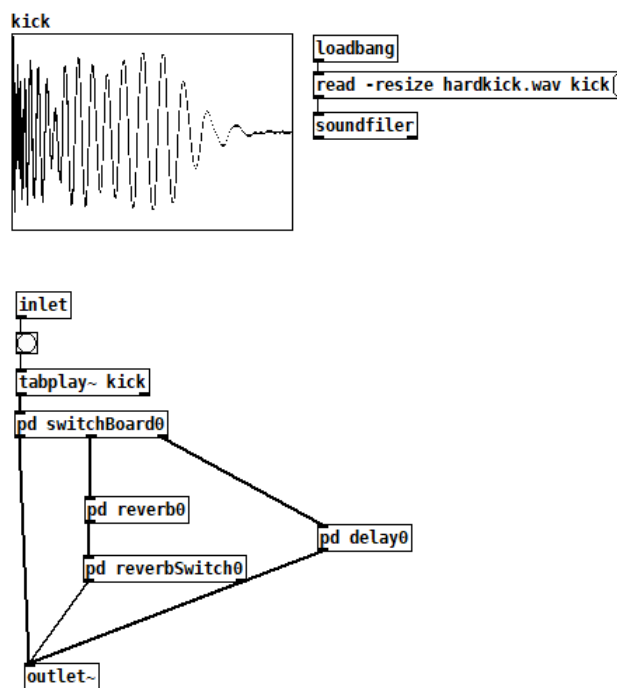 kick
loadbang
read -resize hardkick.wav kick
soundfiler
inlet
tabplay~ kick
pd switchBoard0
pd reverb0
pd delay0
pd reverbSwitch0
outlet~